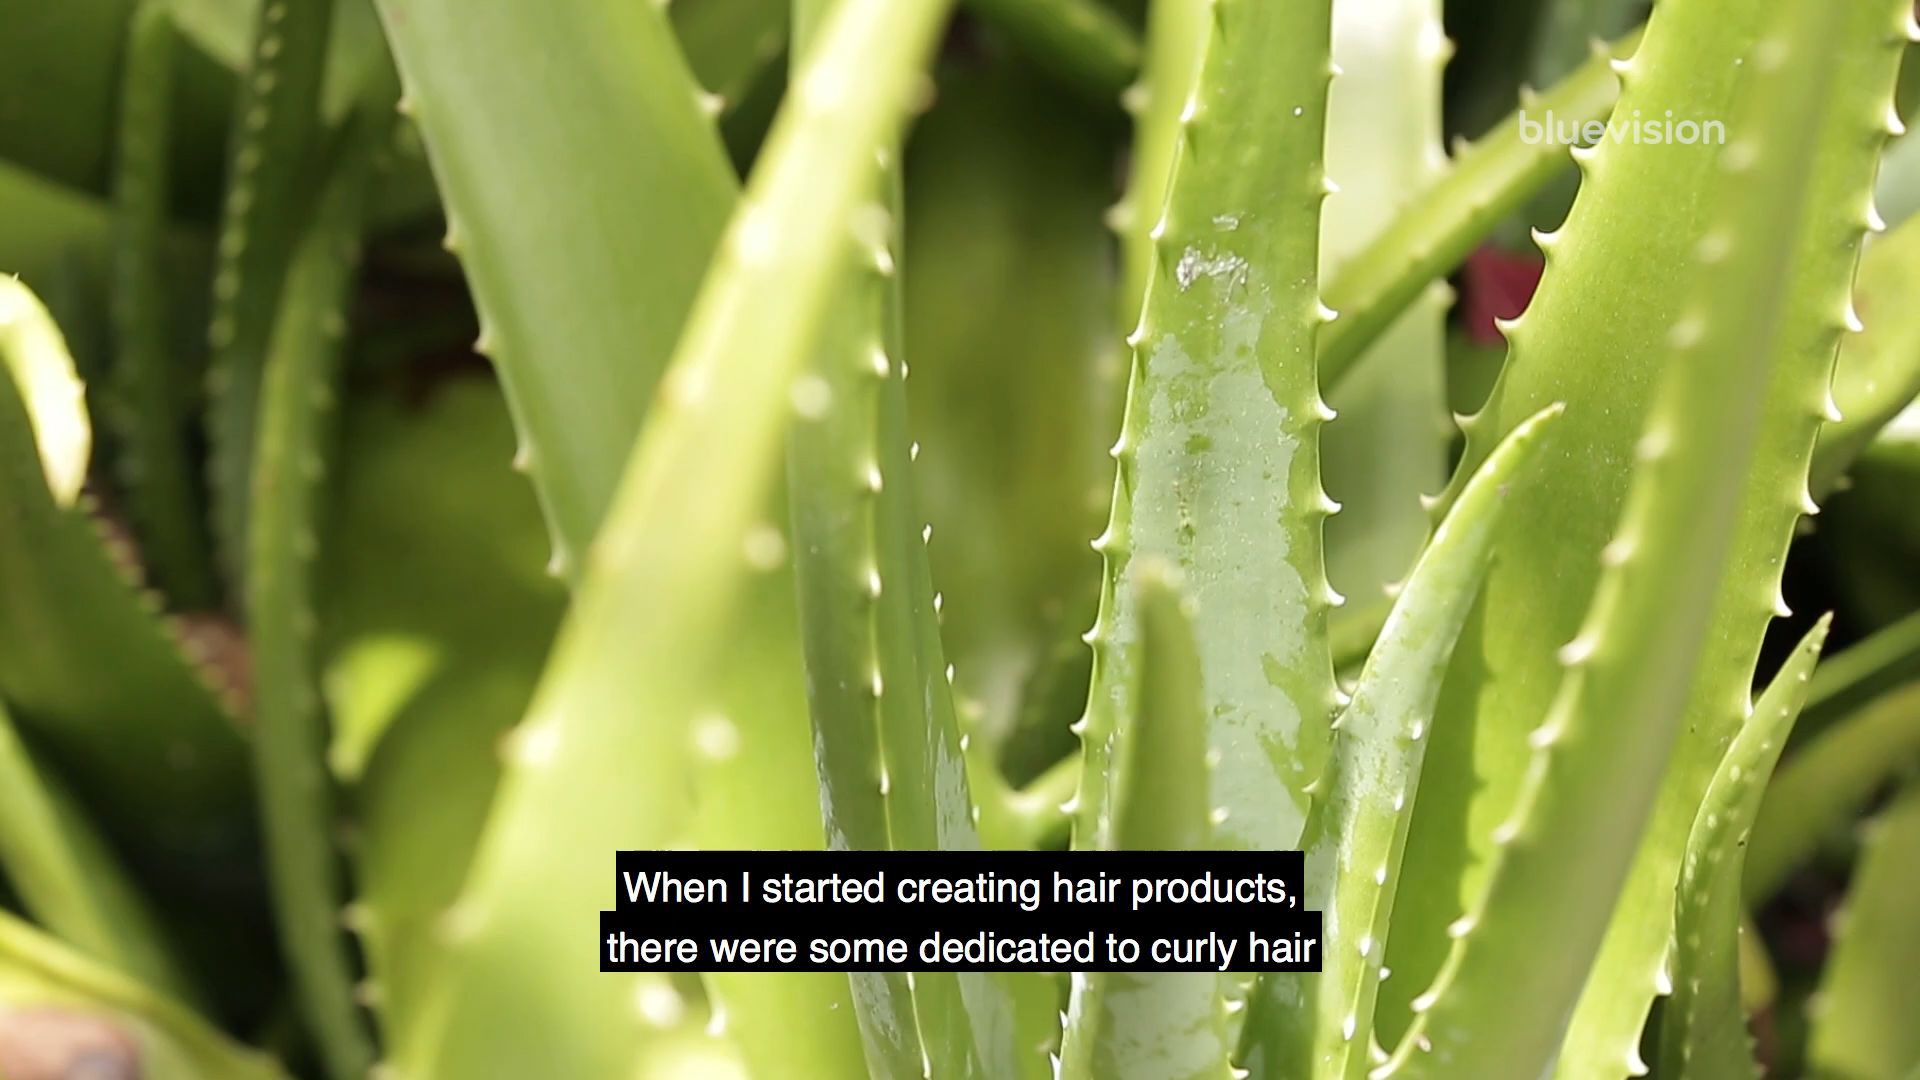 bluevision
When I started creating hair products,
there were some dedicated to curly hair